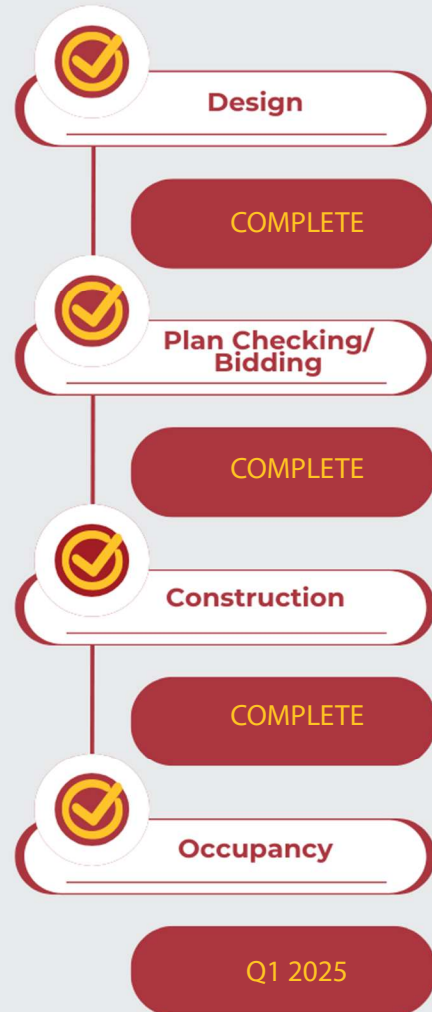 Design
COMPLETE
Plan Checking/
Bidding
COMPLETE
Construction
COMPLETE
Occupancy
Q1 2025